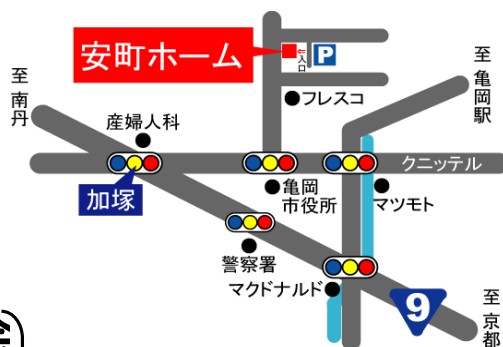 安町ホーム
入口
P
至亀岡駅
至南丹
フレスコ
産婦人科
クニッテル
加塚
亀岡
市役所
マツモト
警察署
マクドナルド
9
至京都